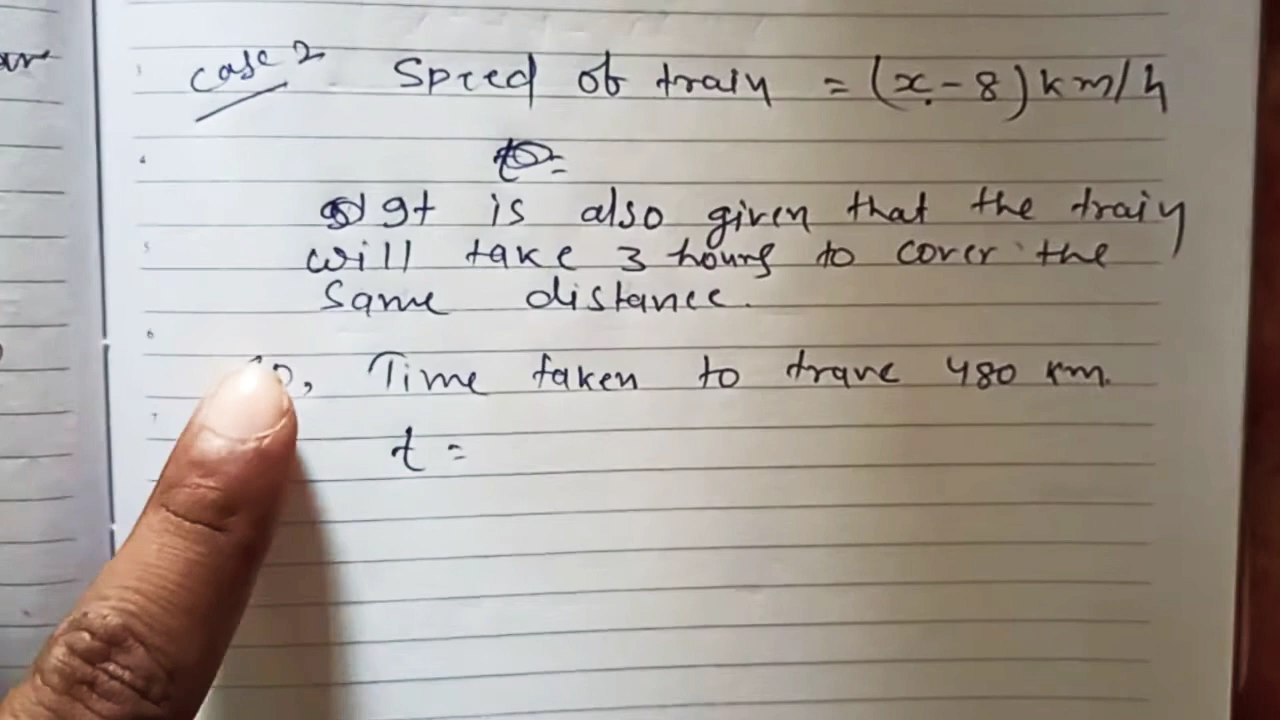 case 2 Speed of train = (x - 8) km/h
It is also given that the train
will take 3 hours to cover the
same distance.
Time taken to trave 480 km.
t =